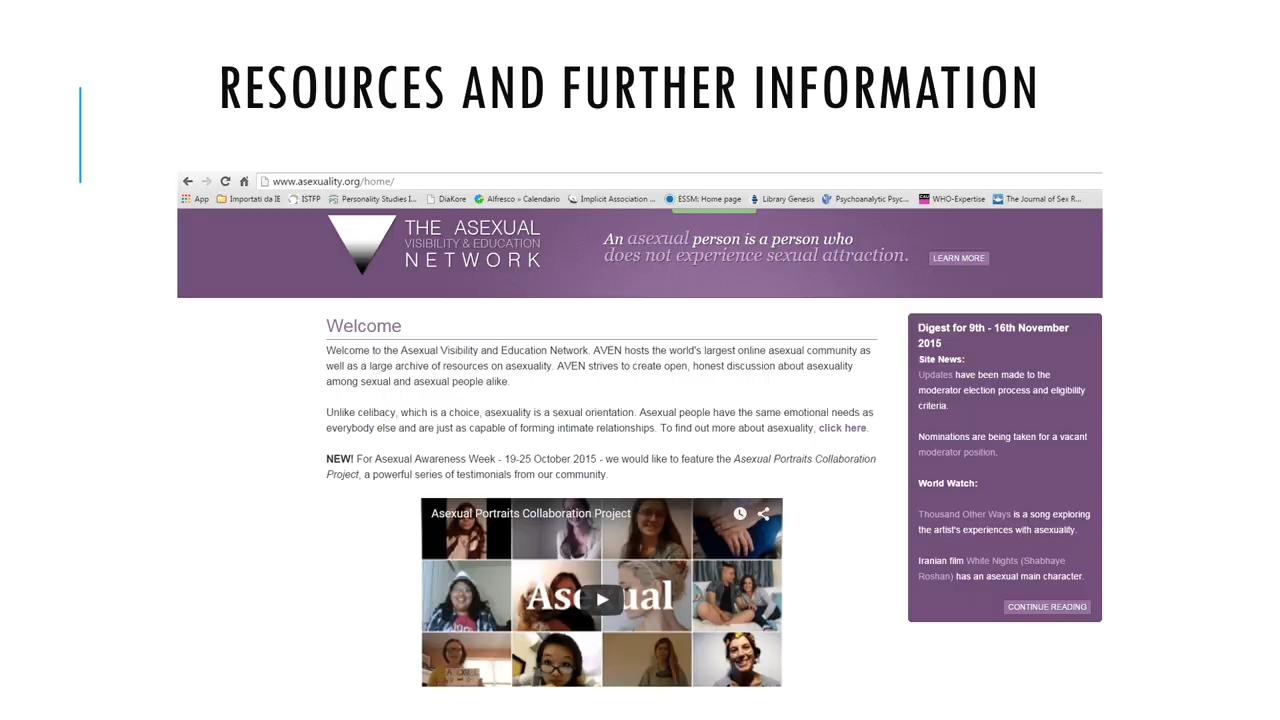 RESOURCES AND FURTHER INFORMATION
www.asexuality.org/home/
App Importati da IE ISTFP Personality Studies I... DiaKore Alfresco » Calendario Implicit Association ... ESSM: Home page Library Genesis Psychoanalytic Psyc... WHO-Expertise The Journal of Sex R...
THE ASEXUAL
VISIBILITY & EDUCATION
NETWORK
An asexual person is a person who
does not experience sexual attraction.
LEARN MORE
Welcome
Welcome to the Asexual Visibility and Education Network. AVEN hosts the world's largest online asexual community as
well as a large archive of resources on asexuality. AVEN strives to create open, honest discussion about asexuality
among sexual and asexual people alike.
Unlike celibacy, which is a choice, asexuality is a sexual orientation. Asexual people have the same emotional needs as
everybody else and are just as capable of forming intimate relationships. To find out more about asexuality, click here.
NEW! For Asexual Awareness Week - 19-25 October 2015 - we would like to feature the Asexual Portraits Collaboration
Project, a powerful series of testimonials from our community.
Asexual Portraits Collaboration Project
Digest for 9th - 16th November
2015
Site News:
Updates have been made to the
moderator election process and eligibility
criteria.
Nominations are being taken for a vacant
moderator position.
World Watch:
Thousand Other Ways is a song exploring
the artist's experiences with asexuality.
Iranian film White Nights (Shabhaye
Roshan) has an asexual main character.
CONTINUE READING